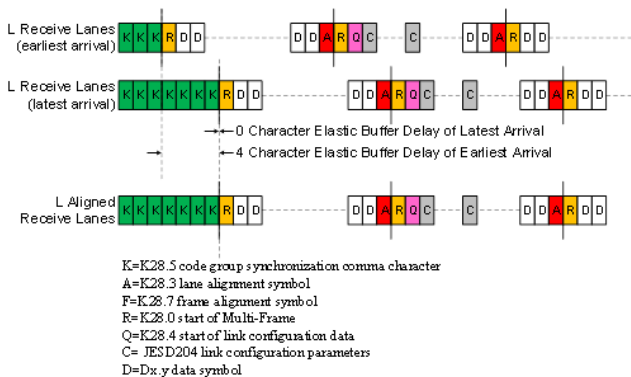 L Receive Lanes
(earliest arrival)
K K K R D D
D D A R Q C
C
D D A R D D
L Receive Lanes
(latest arrival)
K K K K K K K R D D
D D A R Q C
C
D D A R D D
0 Character Elastic Buffer Delay of Latest Arrival
4 Character Elastic Buffer Delay of Earliest Arrival
L Aligned
Receive Lanes
K K K K K K K R D D
D D A R Q C
C
D D A R D D
K=K28.5 code group synchronization comma character
A=K28.3 lane alignment symbol
F=K28.7 frame alignment symbol
R=K28.0 start of Multi-Frame
Q=K28.4 start of link configuration data
C= JESD204 link configuration parameters
D=Dx.y data symbol